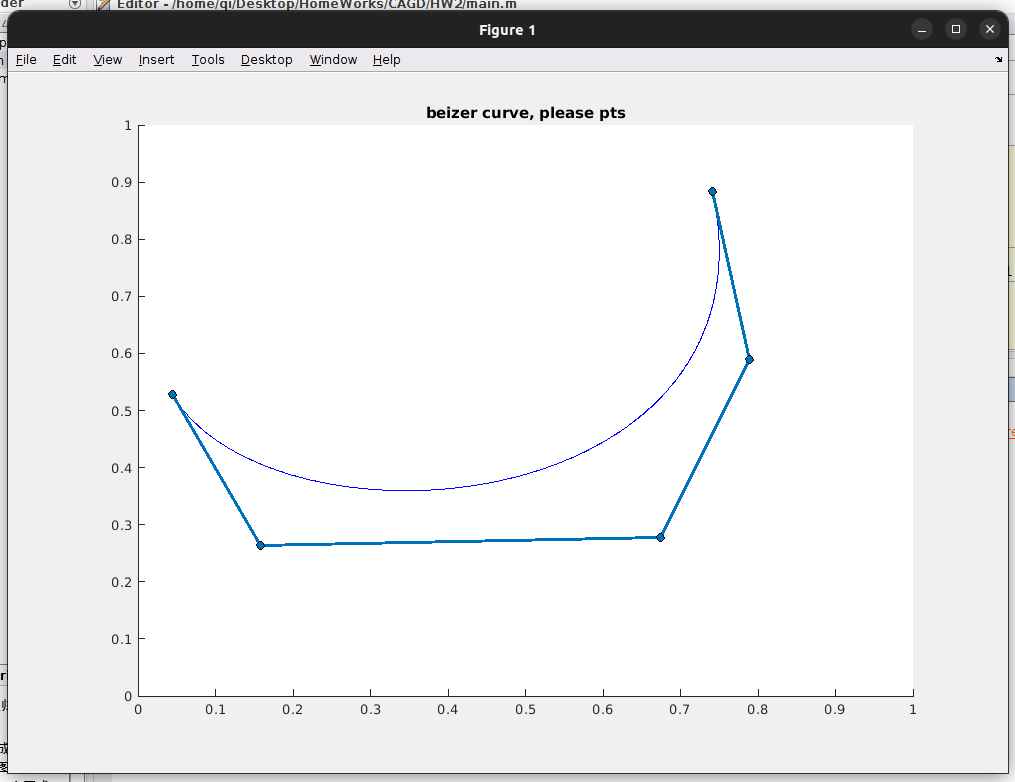 der
Editor - /home/qi/Desktop/HomeWorks/CAGD/HW2/main.m
Figure 1
File Edit View Insert Tools Desktop Window Help
beizer curve, please pts
1
0.9
0.8
0.7
0.6
0.5
0.4
0.3
0.2
0.1
0
0 0.1 0.2 0.3 0.4 0.5 0.6 0.7 0.8 0.9 1